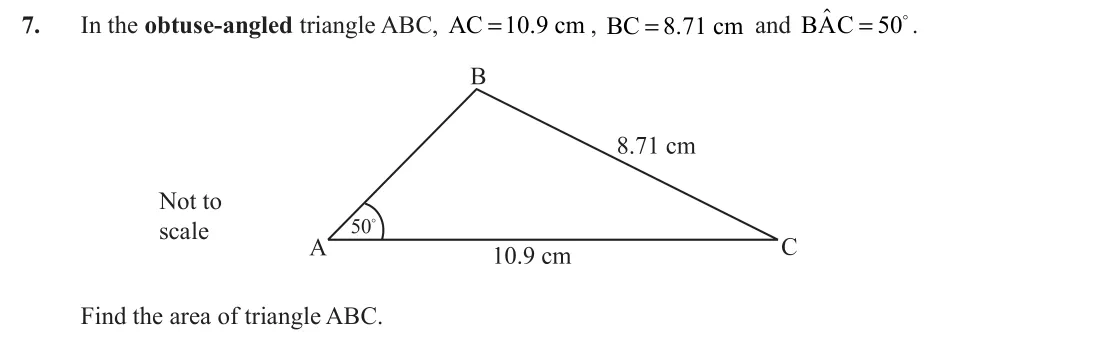 7. In the obtuse-angled triangle ABC, AC = 10.9 cm, BC = 8.71 cm and BÂC = 50°.
B
8.71 cm
Not to
scale
50°
A
C
10.9 cm
Find the area of triangle ABC.